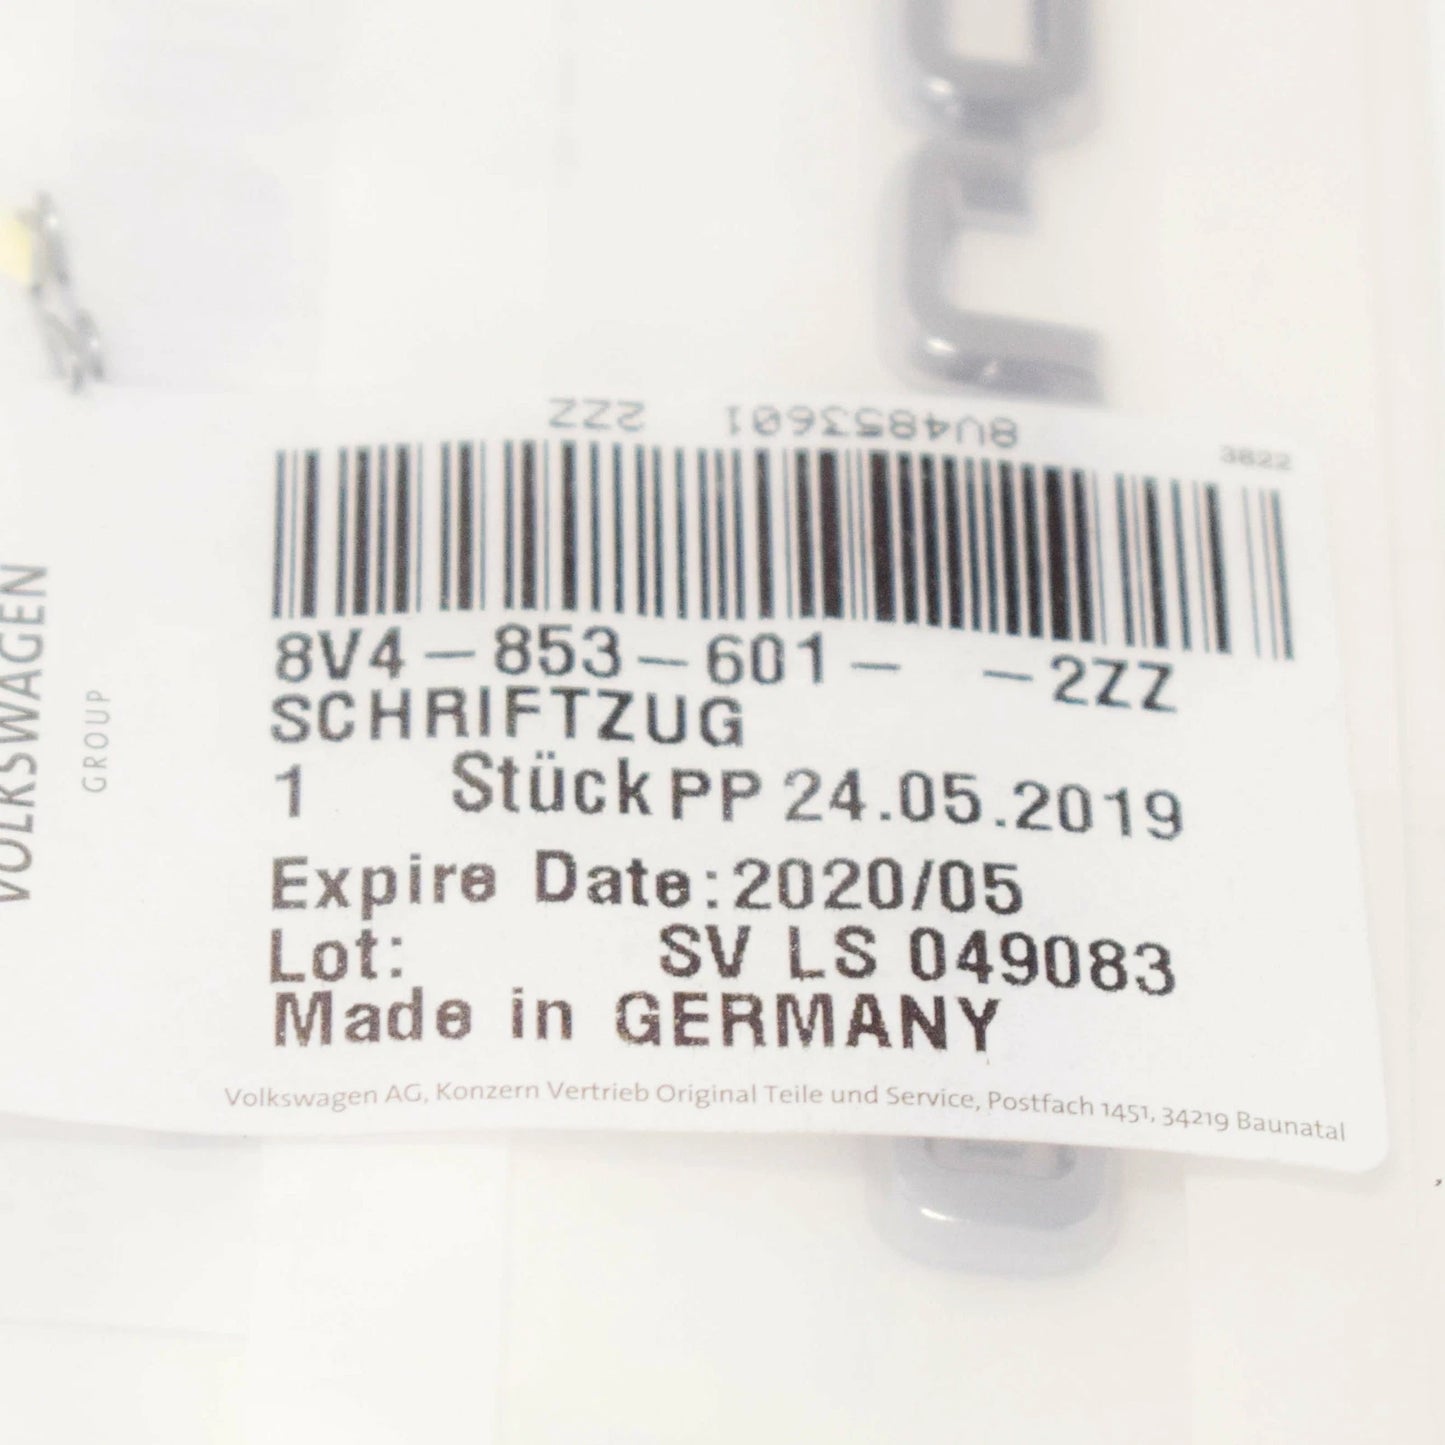 8V4853601 2ZZ
3822
8V4-853-601- -2ZZ
SCHRIFTZUG
1 Stück PP 24.05.2019
Expire Date:2020/05
Lot: SV LS 049083
Made in GERMANY
Volkswagen AG, Konzern Vertrieb Original Teile und Service, Postfach 1451, 34219 Baunatal
VOLKSWAGEN
GROUP